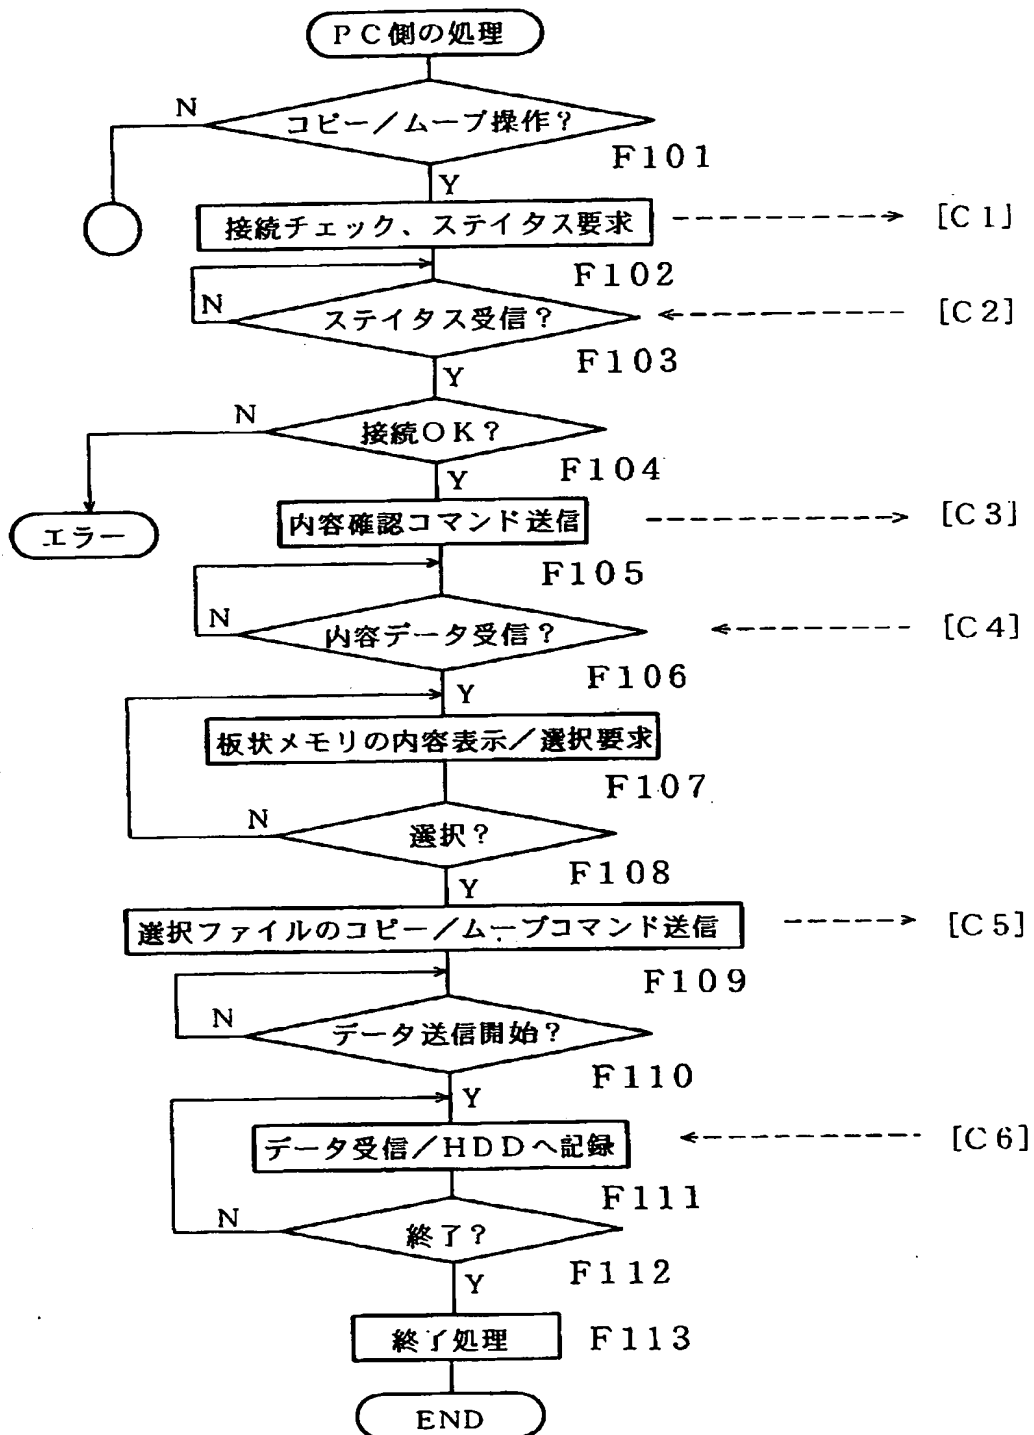 PC側の処理
N
コピー/ムーブ操作?
F101
Y
接続チェック、ステイタス要求
[C1]
F102
N
ステイタス受信?
[C2]
F103
Y
N
接続OK?
F104
Y
エラー
内容確認コマンド送信
[C3]
F105
N
内容データ受信?
[C4]
F106
Y
板状メモリの内容表示/選択要求
F107
N
選択?
F108
Y
選択ファイルのコピー/ムーブコマンド送信
[C5]
F109
N
データ送信開始?
F110
Y
データ受信/HDDへ記録
[C6]
F111
N
終了?
F112
Y
終了処理
F113
END